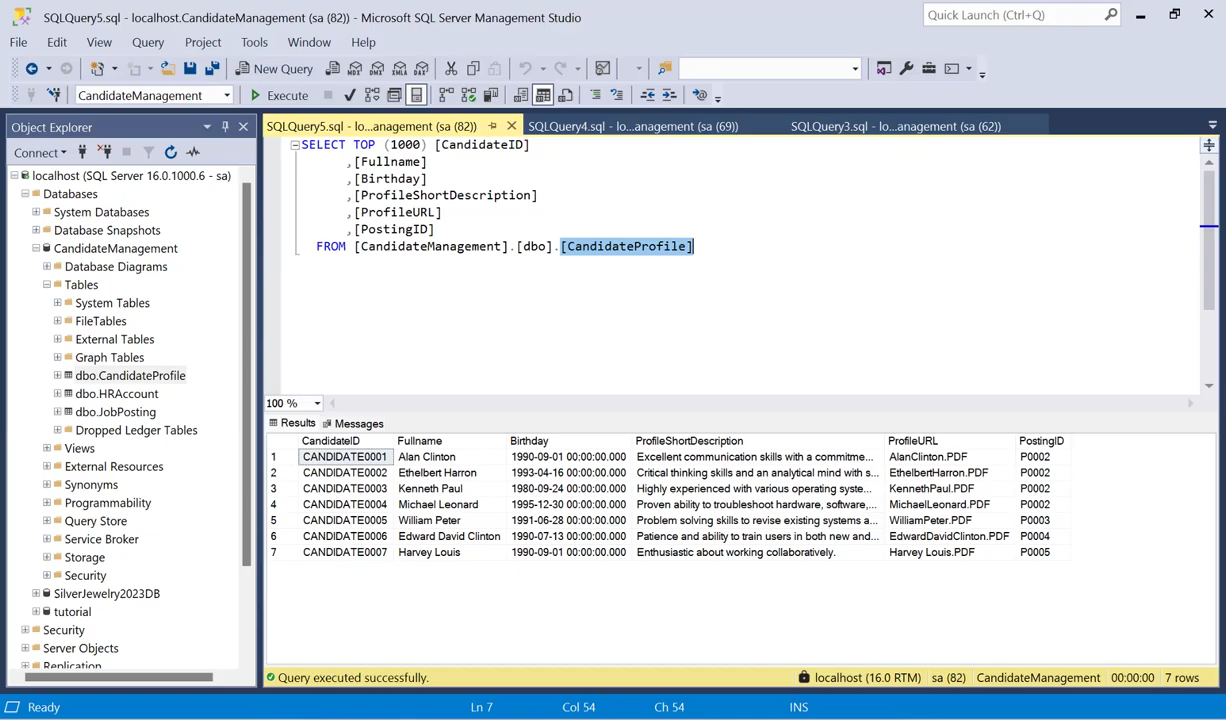 SQLQuery5.sql - localhost.CandidateManagement (sa (82)) - Microsoft SQL Server Management Studio
Quick Launch (Ctrl+Q)
File Edit View Query Project Tools Window Help
New Query MDX DMX XMLA DAX
CandidateManagement Execute
Object Explorer
SQLQuery5.sql - lo...anagement (sa (82)) SQLQuery4.sql - lo...anagement (sa (69)) SQLQuery3.sql - lo...anagement (sa (62))
Connect
localhost (SQL Server 16.0.1000.6 - sa)
Databases
System Databases
Database Snapshots
CandidateManagement
Database Diagrams
Tables
System Tables
FileTables
External Tables
Graph Tables
dbo.CandidateProfile
dbo.HRAccount
dbo.JobPosting
Dropped Ledger Tables
Views
External Resources
Synonyms
Programmability
Query Store
Service Broker
Storage
Security
SilverJewelry2023DB
tutorial
Security
Server Objects
Replication
SELECT TOP (1000) [CandidateID]
,[Fullname]
,[Birthday]
,[ProfileShortDescription]
,[ProfileURL]
,[PostingID]
FROM [CandidateManagement].[dbo].[CandidateProfile]
100 %
Results Messages
CandidateID Fullname Birthday ProfileShortDescription ProfileURL PostingID
1 CANDIDATE0001 Alan Clinton 1990-09-01 00:00:00.000 Excellent communication skills with a commitme... AlanClinton.PDF P0002
2 CANDIDATE0002 Ethelbert Harron 1993-04-16 00:00:00.000 Critical thinking skills and an analytical mind with s... EthelbertHarron.PDF P0002
3 CANDIDATE0003 Kenneth Paul 1980-09-24 00:00:00.000 Highly experienced with various operating syste... KennethPaul.PDF P0002
4 CANDIDATE0004 Michael Leonard 1995-12-30 00:00:00.000 Proven ability to troubleshoot hardware, software,... MichaelLeonard.PDF P0002
5 CANDIDATE0005 William Peter 1991-06-28 00:00:00.000 Problem solving skills to revise existing systems a... WilliamPeter.PDF P0003
6 CANDIDATE0006 Edward David Clinton 1990-07-13 00:00:00.000 Patience and ability to train users in both new and... EdwardDavidClinton.PDF P0004
7 CANDIDATE0007 Harvey Louis 1990-09-01 00:00:00.000 Enthusiastic about working collaboratively. Harvey Louis.PDF P0005
Query executed successfully. localhost (16.0 RTM) sa (82) CandidateManagement 00:00:00 7 rows
Ready Ln 7 Col 54 Ch 54 INS